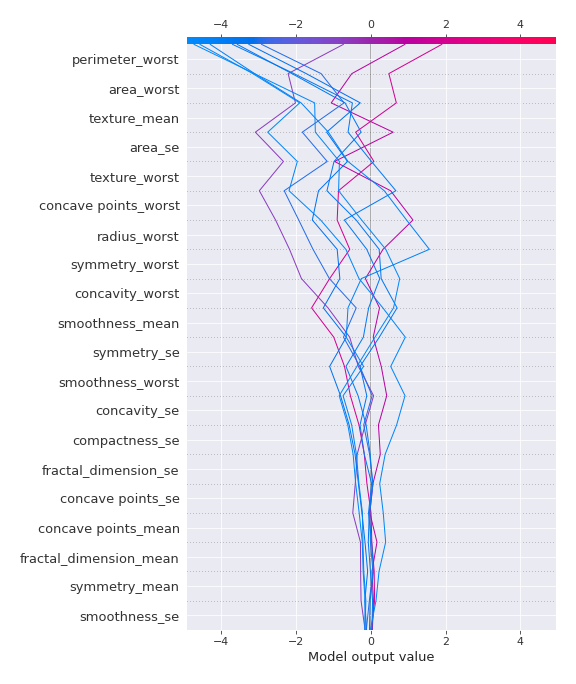 −4 −2 0 2 4
perimeter_worst
area_worst
texture_mean
area_se
texture_worst
concave points_worst
radius_worst
symmetry_worst
concavity_worst
smoothness_mean
symmetry_se
smoothness_worst
concavity_se
compactness_se
fractal_dimension_se
concave points_se
concave points_mean
fractal_dimension_mean
symmetry_mean
smoothness_se
−4 −2 0 2 4
Model output value